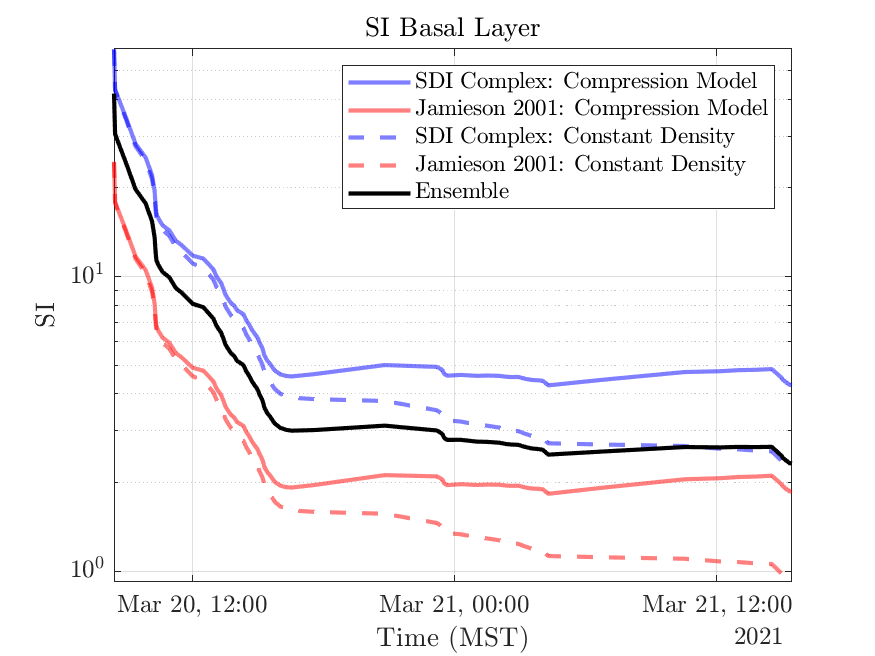 SI Basal Layer
SDI Complex: Compression Model
Jamieson 2001: Compression Model
SDI Complex: Constant Density
Jamieson 2001: Constant Density
Ensemble
10¹
10⁰
SI
Mar 20, 12:00
Mar 21, 00:00
Mar 21, 12:00
Time (MST)
2021